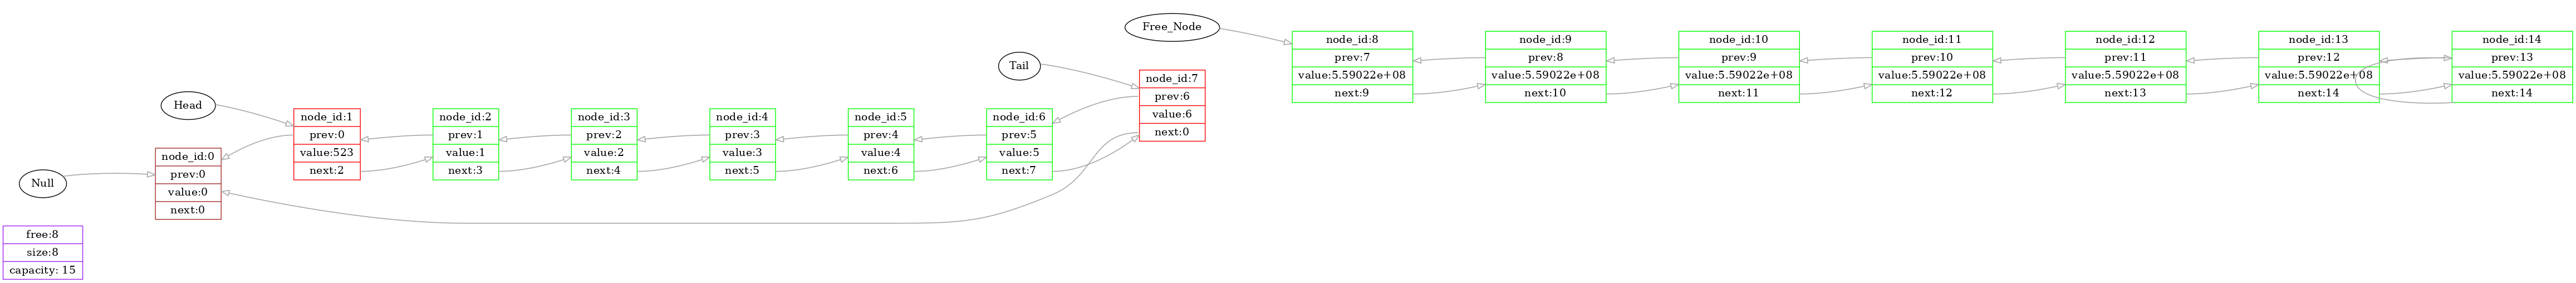 Free_Node
Tail
Head
Null
node_id:0
prev:0
value:0
next:0
node_id:1
prev:0
value:523
next:2
node_id:2
prev:1
value:1
next:3
node_id:3
prev:2
value:2
next:4
node_id:4
prev:3
value:3
next:5
node_id:5
prev:4
value:4
next:6
node_id:6
prev:5
value:5
next:7
node_id:7
prev:6
value:6
next:0
node_id:8
prev:7
value:5.59022e+08
next:9
node_id:9
prev:8
value:5.59022e+08
next:10
node_id:10
prev:9
value:5.59022e+08
next:11
node_id:11
prev:10
value:5.59022e+08
next:12
node_id:12
prev:11
value:5.59022e+08
next:13
node_id:13
prev:12
value:5.59022e+08
next:14
node_id:14
prev:13
value:5.59022e+08
next:14
free:8
size:8
capacity: 15